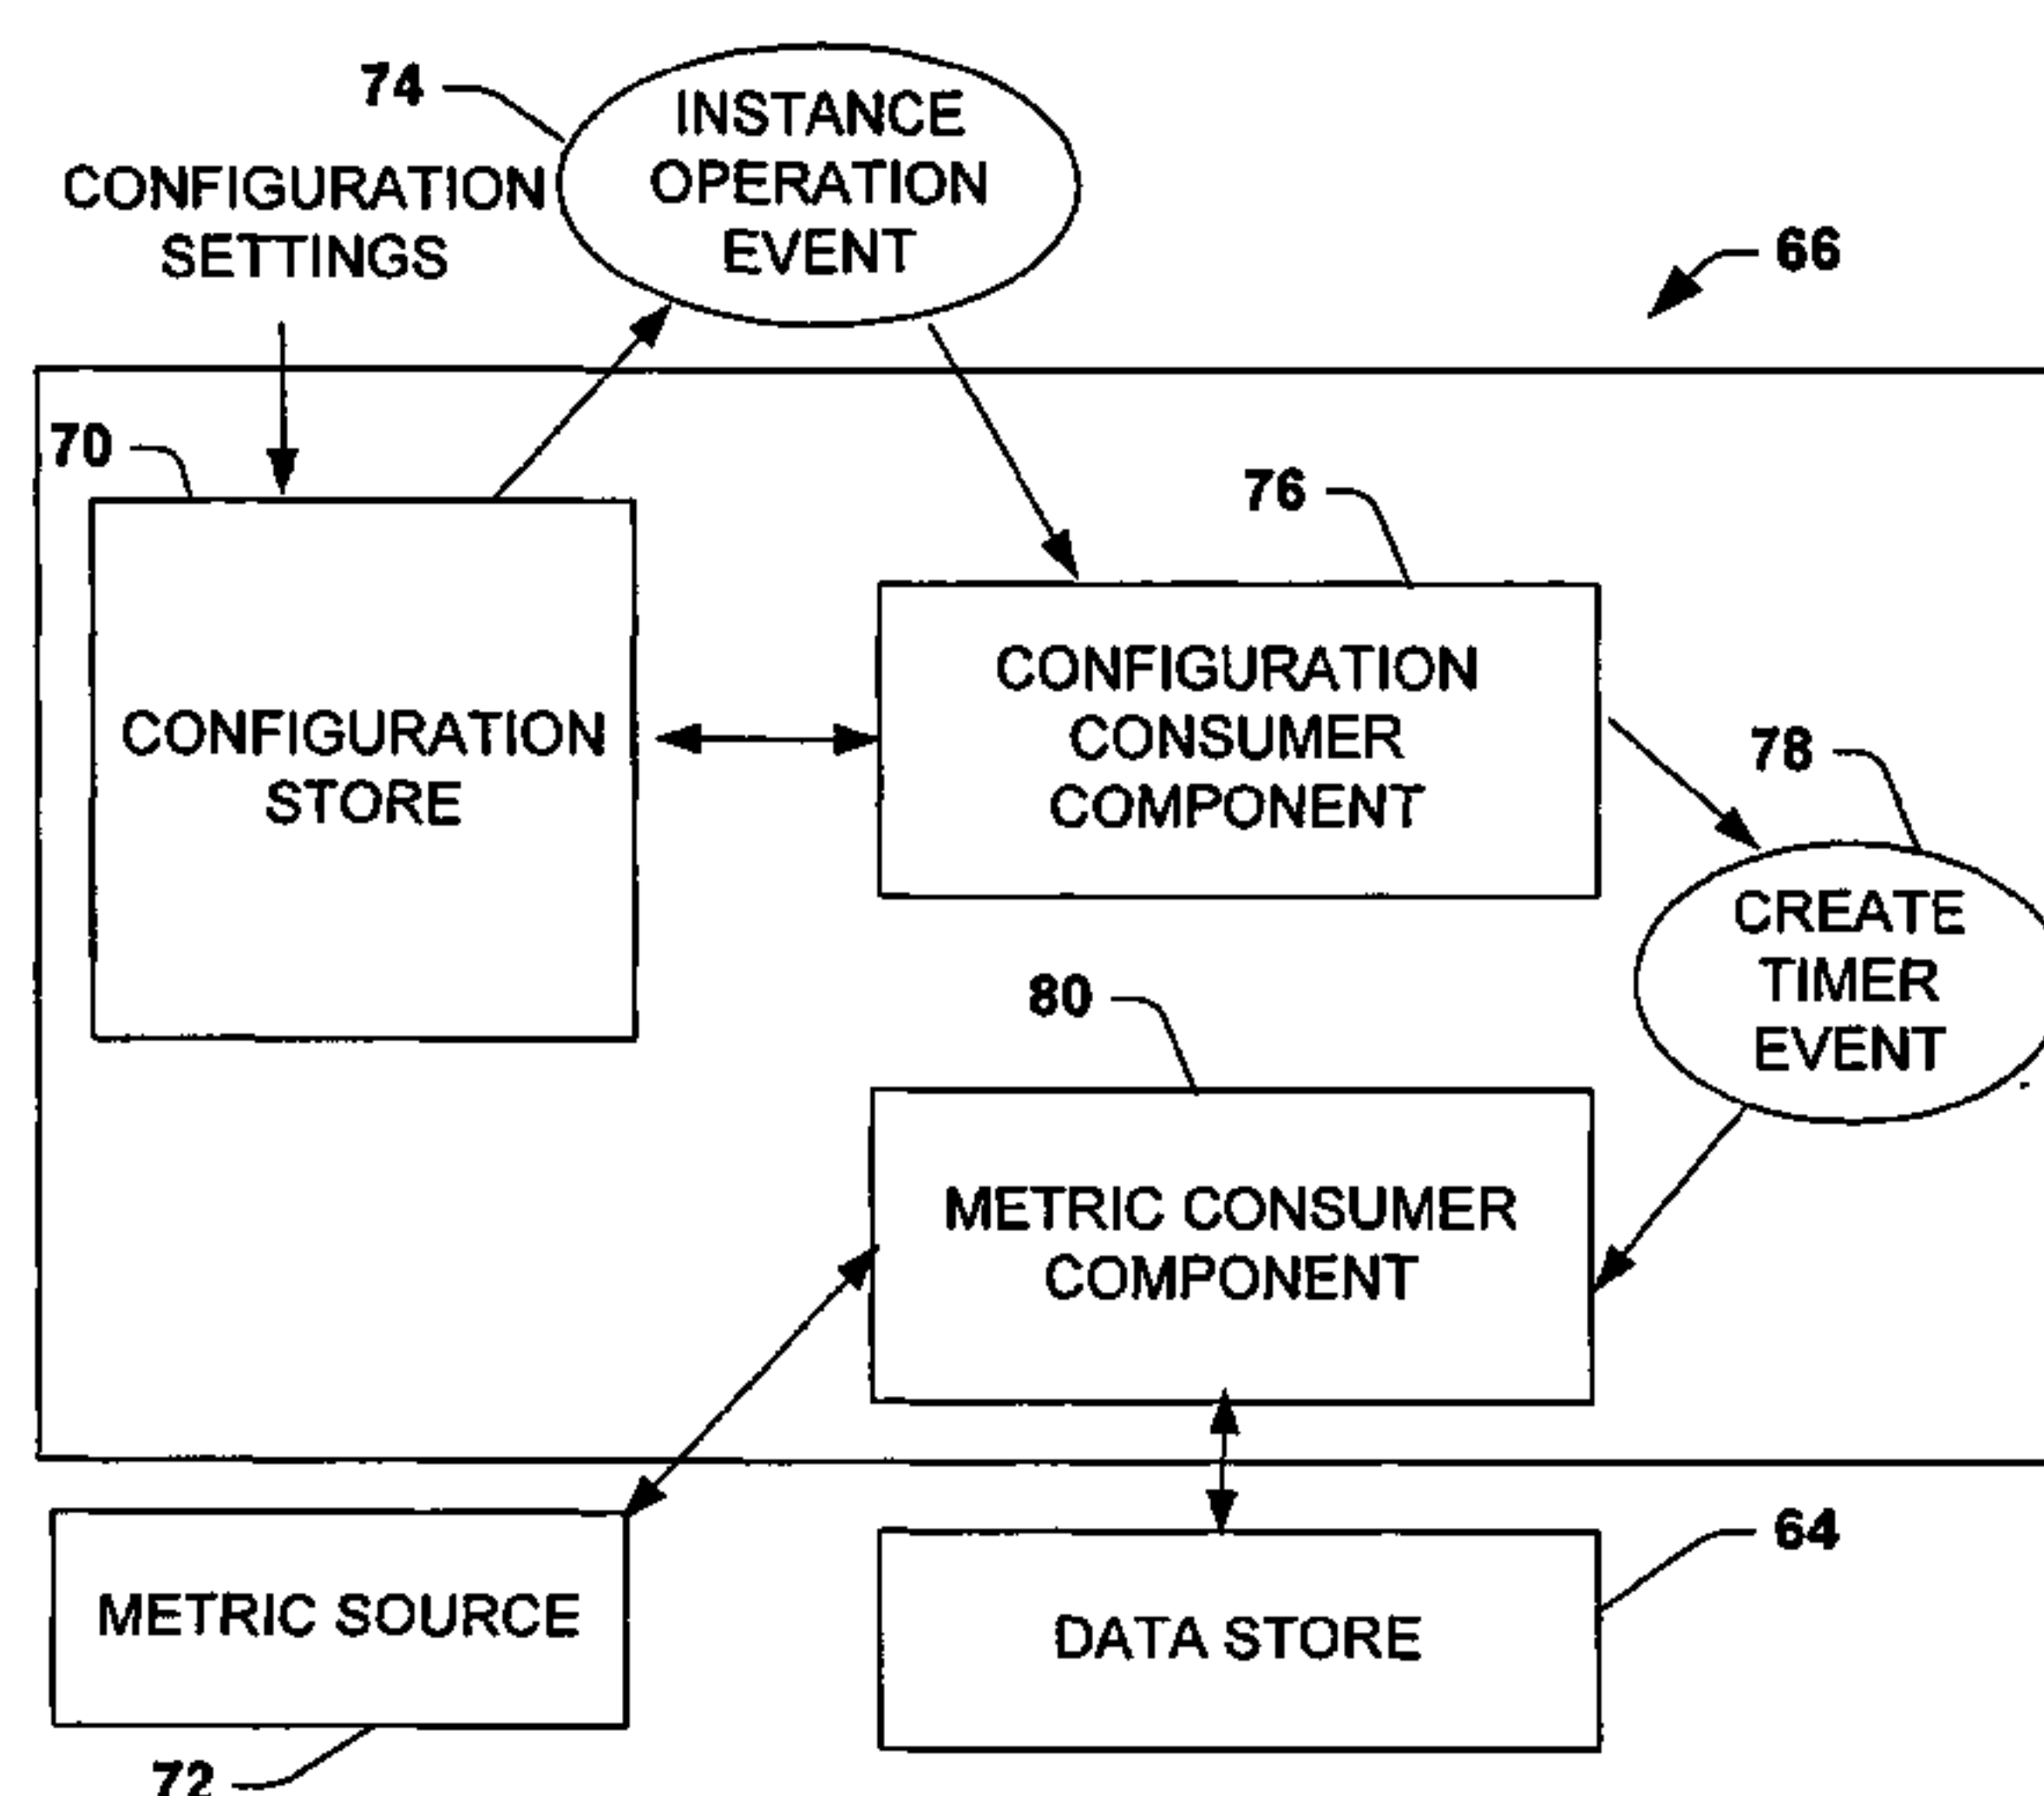 74
INSTANCE
OPERATION
EVENT
CONFIGURATION
SETTINGS
66
70
76
CONFIGURATION
STORE
CONFIGURATION
CONSUMER
COMPONENT
78
CREATE
TIMER
EVENT
80
METRIC CONSUMER
COMPONENT
METRIC SOURCE
DATA STORE
64
72